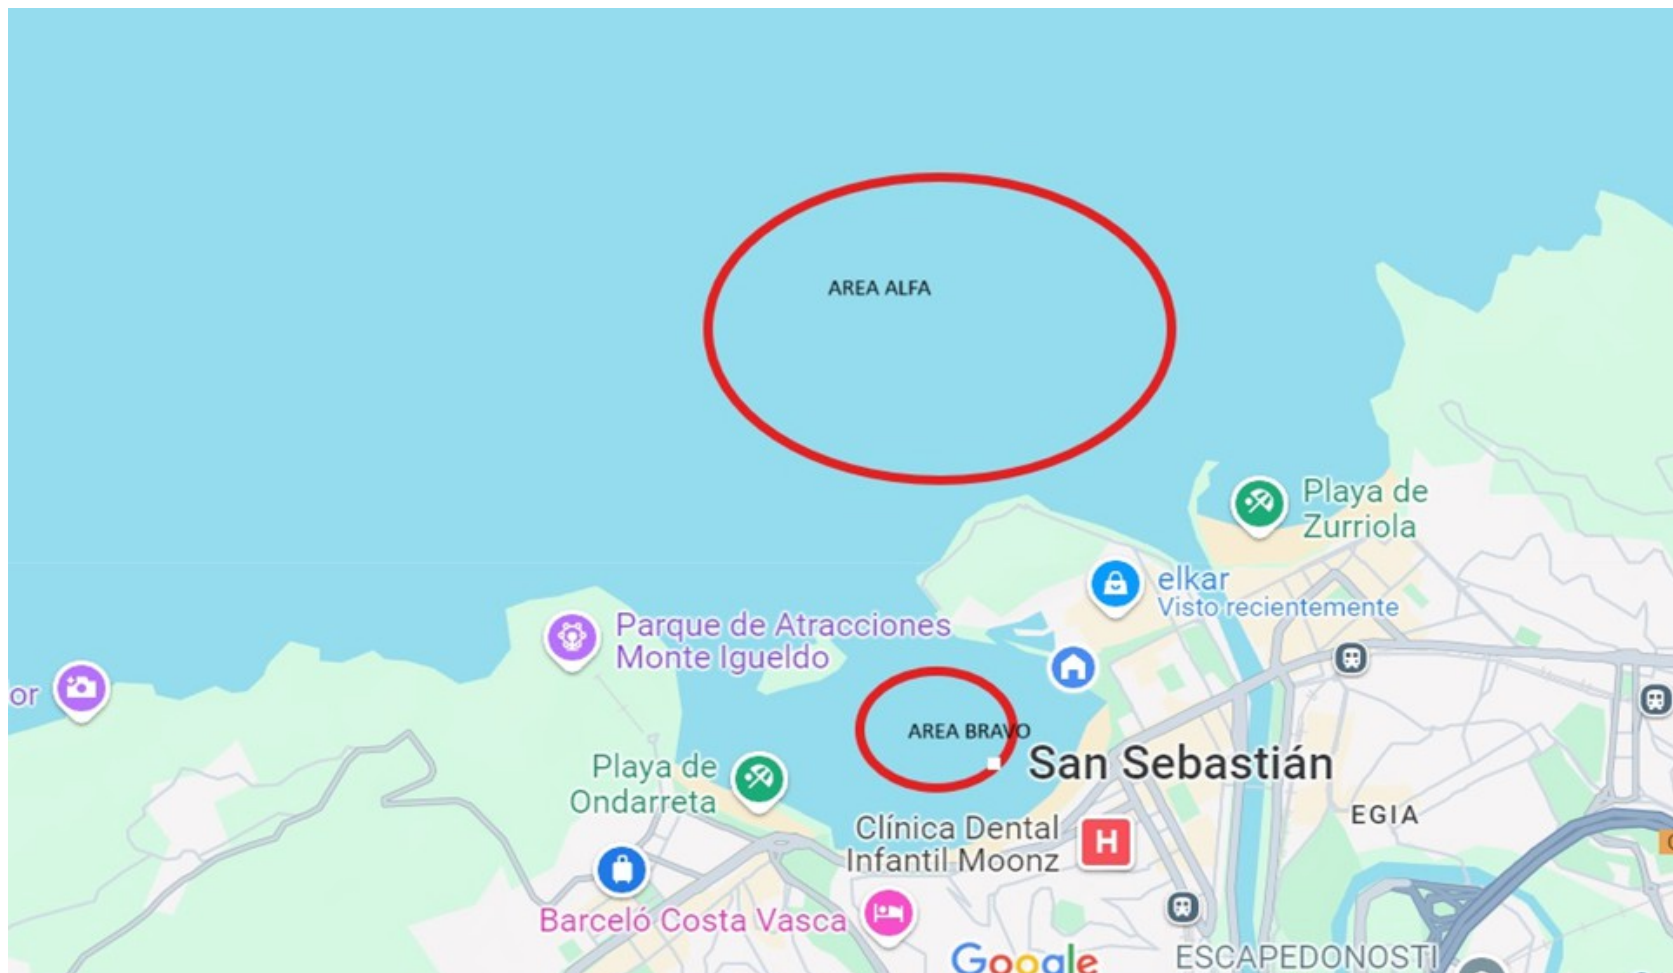 AREA ALFA
Playa de
Zurriola
elkar
Visto recientemente
Parque de Atracciones
Monte Igueldo
or
AREA BRAVO
San Sebastián
Playa de
Ondarreta
EGIA
Clínica Dental
Infantil Moonz
H
Barceló Costa Vasca
Google
ESCAPEDONOSTI